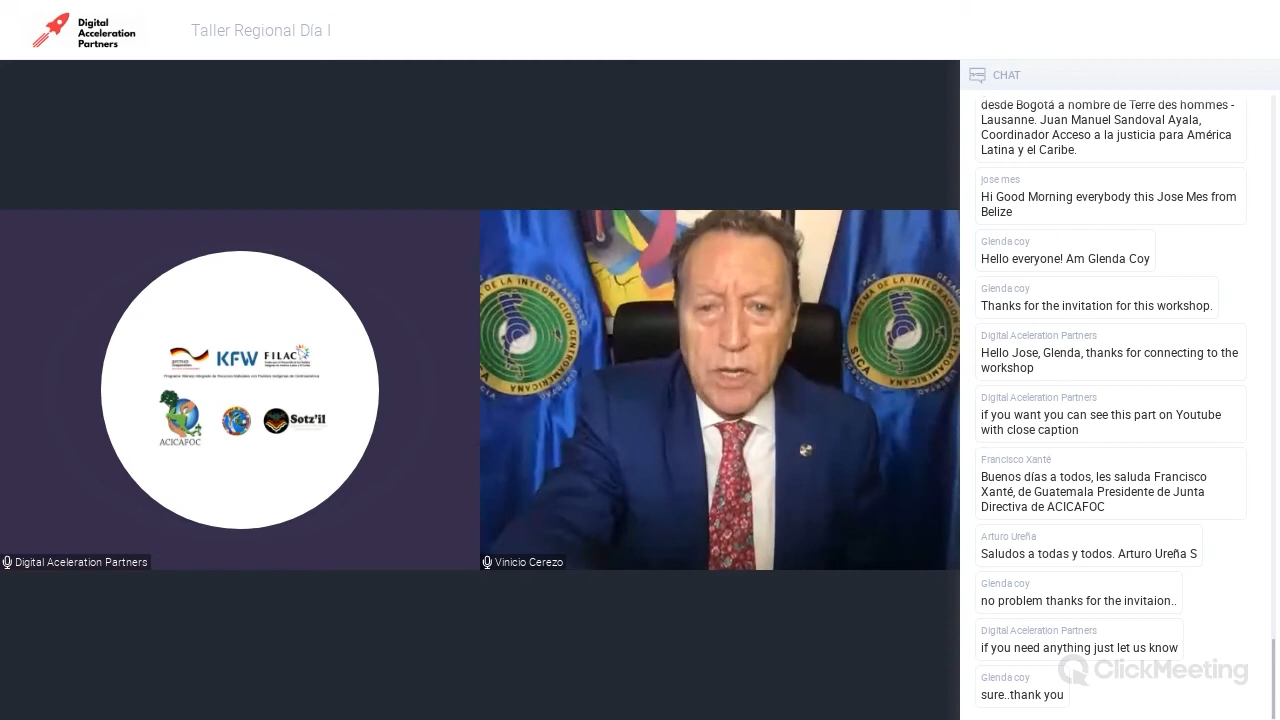 Digital
Acceleration
Partners
Taller Regional Día I
CHAT
desde Bogotá a nombre de Terre des hommes -
Lausanne. Juan Manuel Sandoval Ayala,
Coordinador Acceso a la justicia para América
Latina y el Caribe.
jose mes
Hi Good Morning everybody this Jose Mes from
Belize
Glenda coy
Hello everyone! Am Glenda Coy
Glenda coy
Thanks for the invitation for this workshop.
Digital Aceleration Partners
Hello Jose, Glenda, thank you for coming to the
workshop
Digital Aceleration Partners
if you wont you can see this part on Youtube
with close caption
Francisco Xanté
Buenos días a todos, les saluda Francisco
Xanté, de Guatemala Presidente de Junta
Directiva de ACICAFOC
Arturo Ureña
Saludos a todas y todos. Arturo Ureña S
Glenda coy
no problem thanks for the invitaion..
Digital Aceleration Partners
if you need anything just let us know
Glenda coy
sure..thank you
ClickMeeting
KFW
FILAC
ACICAFOC
Sotz'il
Digital Aceleration Partners
SISTEMA DE LA INTEGRACIÓN CENTROAMERICANA
SICA
PAZ
DESARROLLO
LIBERTAD
Vinicio Cerezo